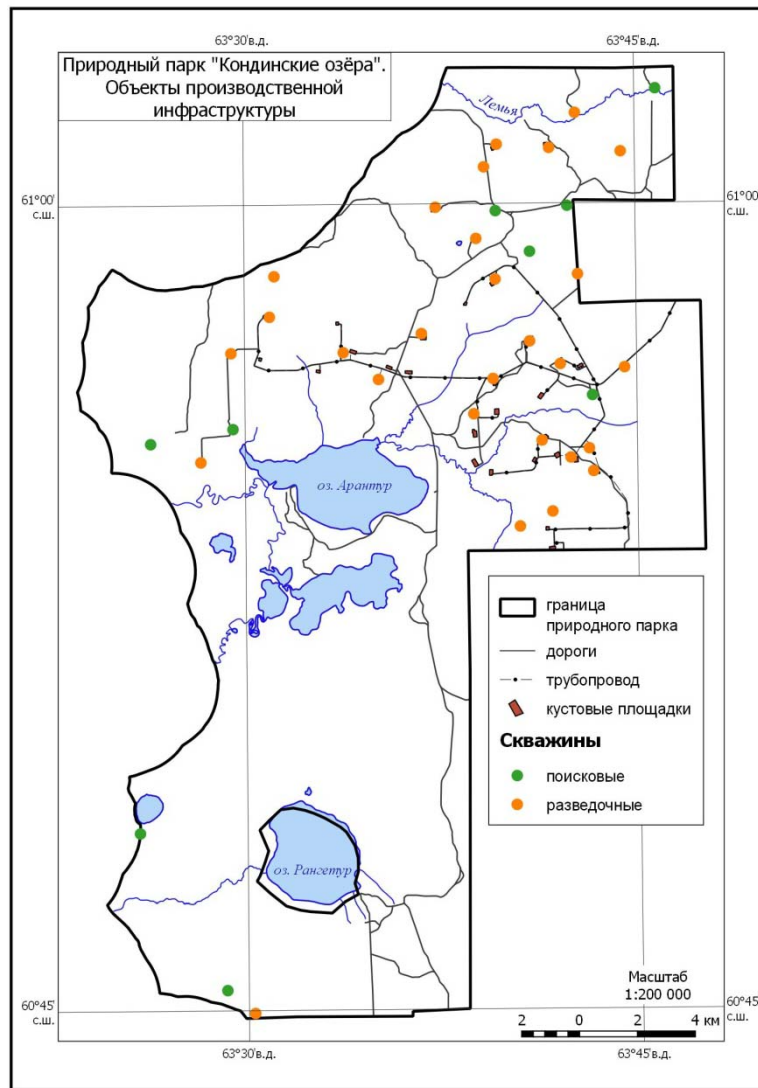 63°30'в.д.
63°45'в.д.
Природный парк "Кондинские озёра".
Объекты производственной
инфраструктуры
Лемья
61°00'
с.ш.
61°00'
с.ш.
оз. Арантур
граница
природного парка
дороги
трубопровод
кустовые площадки
Скважины
поисковые
разведочные
оз. Рангетур
Масштаб
1:200 000
2 0 2 4 км
60°45'
с.ш.
60°45'
с.ш.
63°30'в.д.
63°45'в.д.